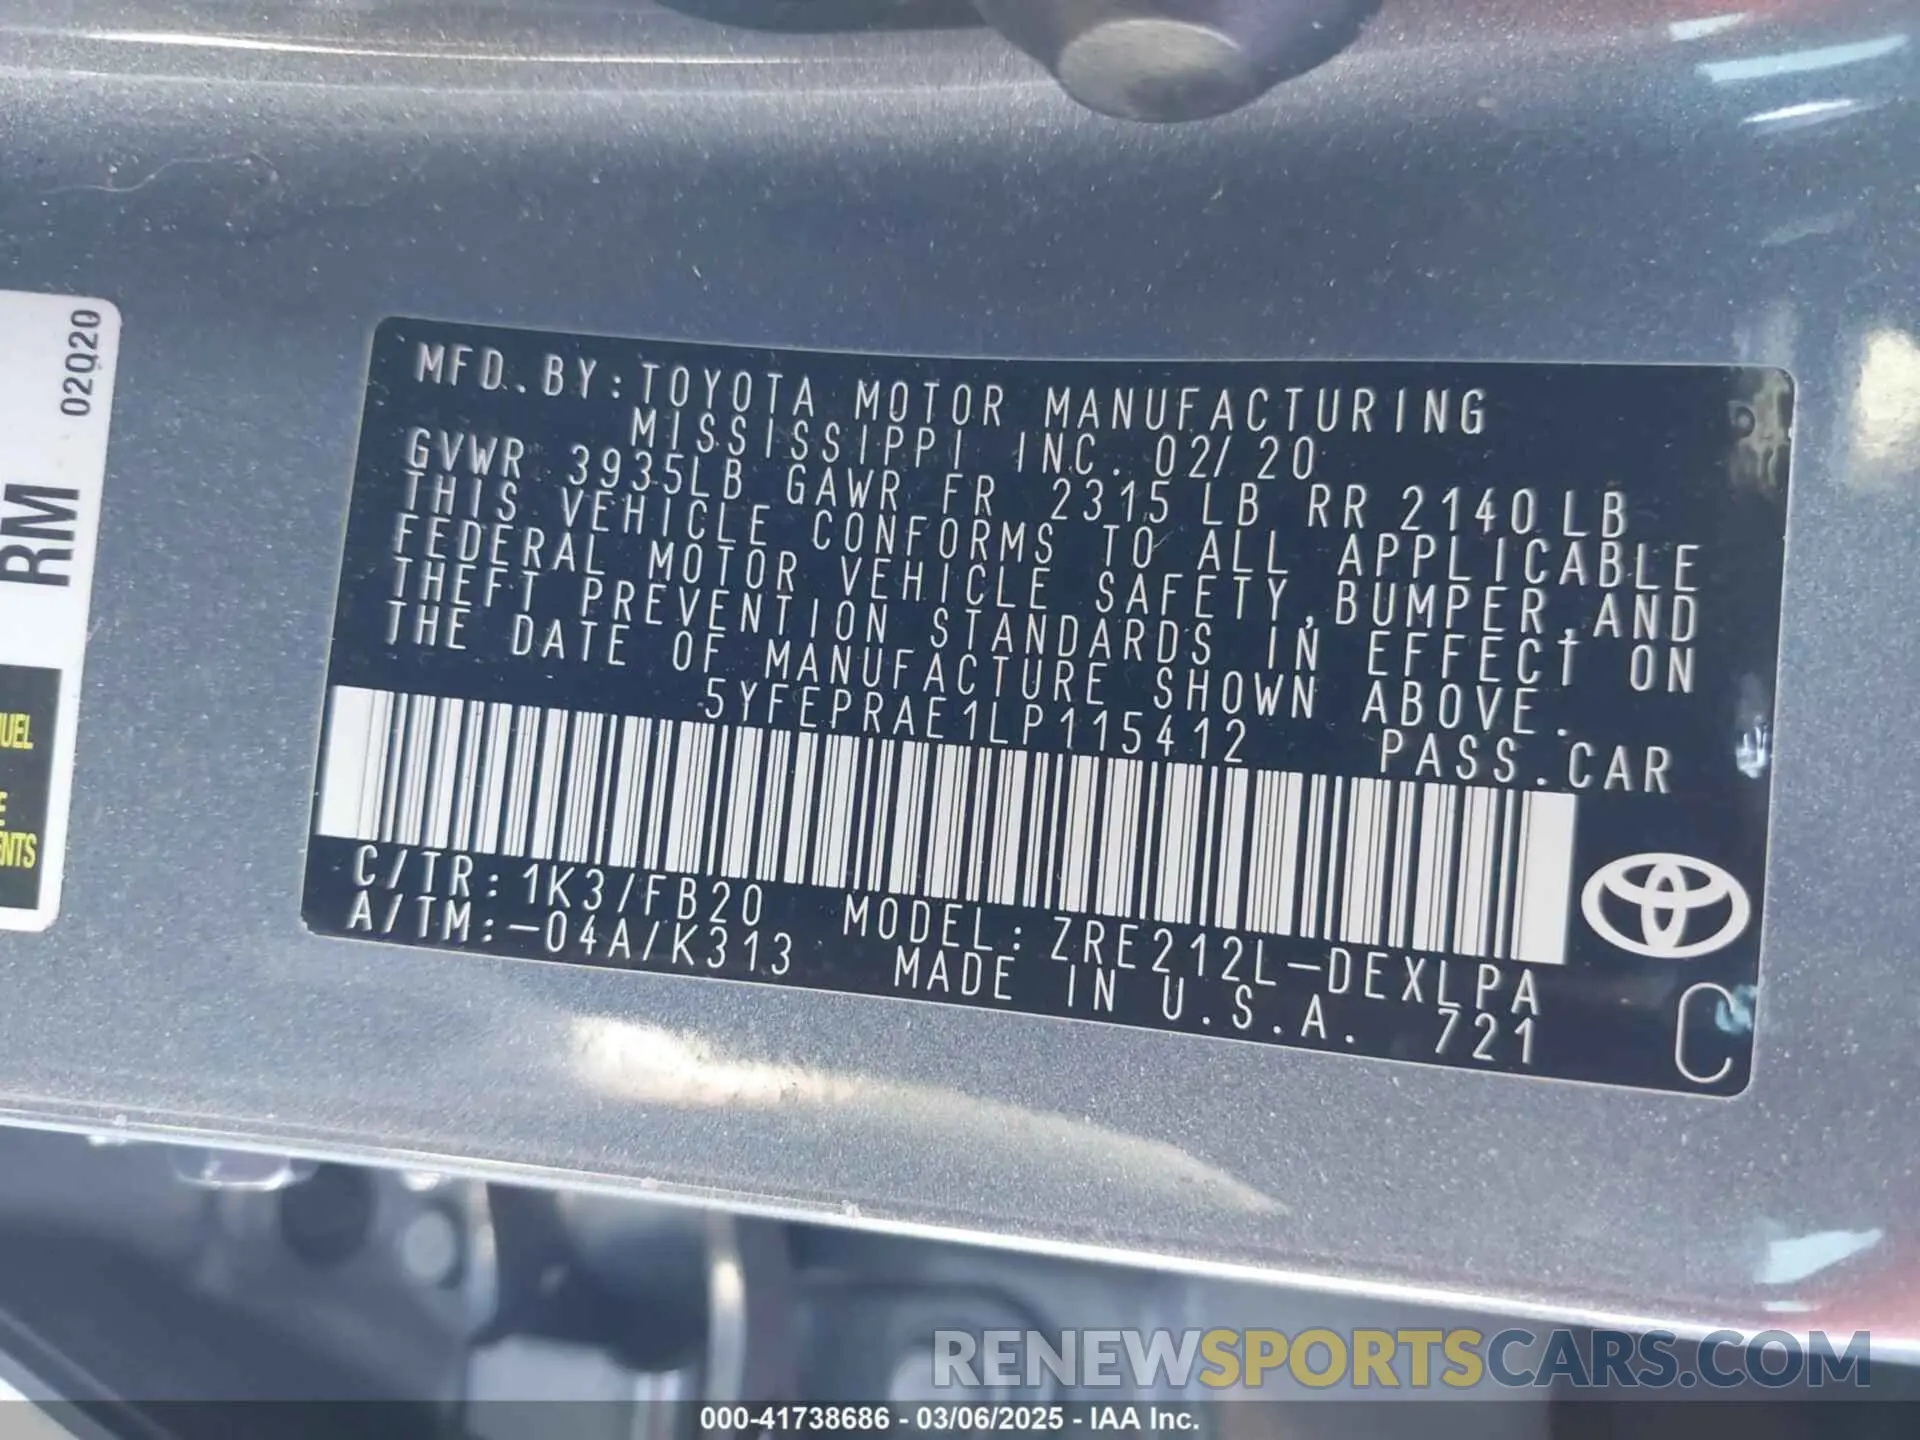 02Q20
RM
UEL
E
ENTS
MFD.BY:TOYOTA MOTOR MANUFACTURING
MISSISSIPPI INC. 02/20
GVWR 3935LB GAWR FR 2315LB RR 2140LB
THIS VEHICLE CONFORMS TO ALL APPLICABLE
FEDERAL MOTOR VEHICLE SAFETY,BUMPER,AND
THEFT PREVENTION STANDARDS IN EFFECT ON
THE DATE OF MANUFACTURE SHOWN ABOVE.
5YFEPRAE1LP115412 PASS.CAR
C/TR:1K3/FB20 MODEL:ZRE212L-DEXLPA
A/TM:-04A/K313 MADE IN U.S.A. 721
C
RENEWSPORTSCARS.COM
000-41738686 - 03/06/2025 - IAA Inc.